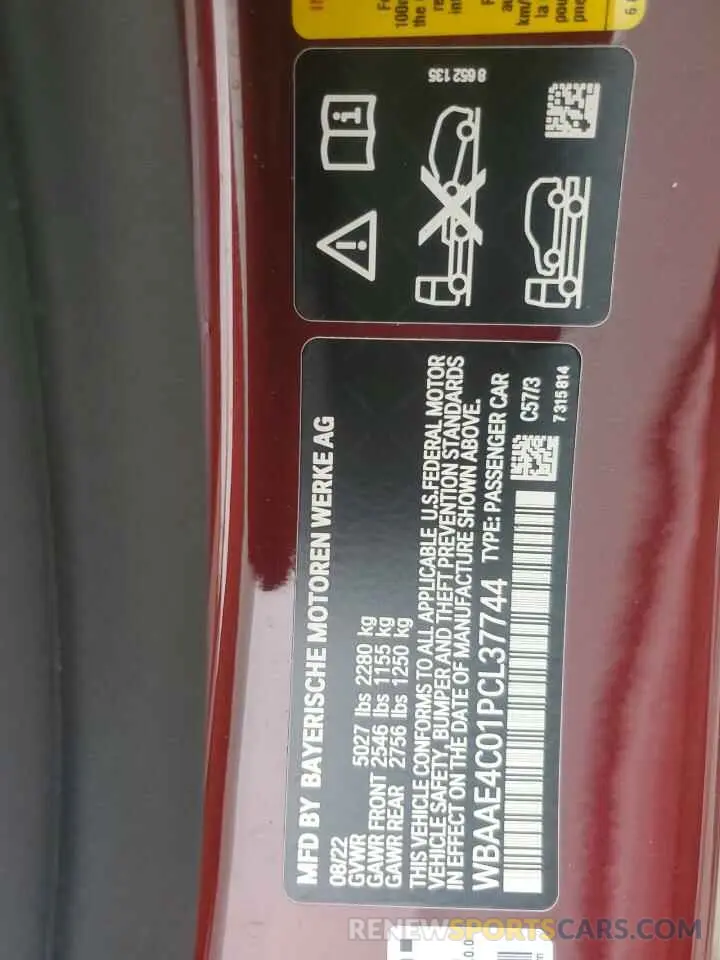 8 652 135
MFD BY BAYERISCHE MOTOREN WERKE AG
08/22
GVWR 5027 lbs 2280 kg
GAWR FRONT 2546 lbs 1155 kg
GAWR REAR 2756 lbs 1250 kg
THIS VEHICLE CONFORMS TO ALL APPLICABLE U.S.FEDERAL MOTOR
VEHICLE SAFETY, BUMPER AND THEFT PREVENTION STANDARDS
IN EFFECT ON THE DATE OF MANUFACTURE SHOWN ABOVE.
WBAAE4C01PCL37744 TYPE: PASSENGER CAR
C57/3
7 315 814
RENEWSPORTSCARS.COM